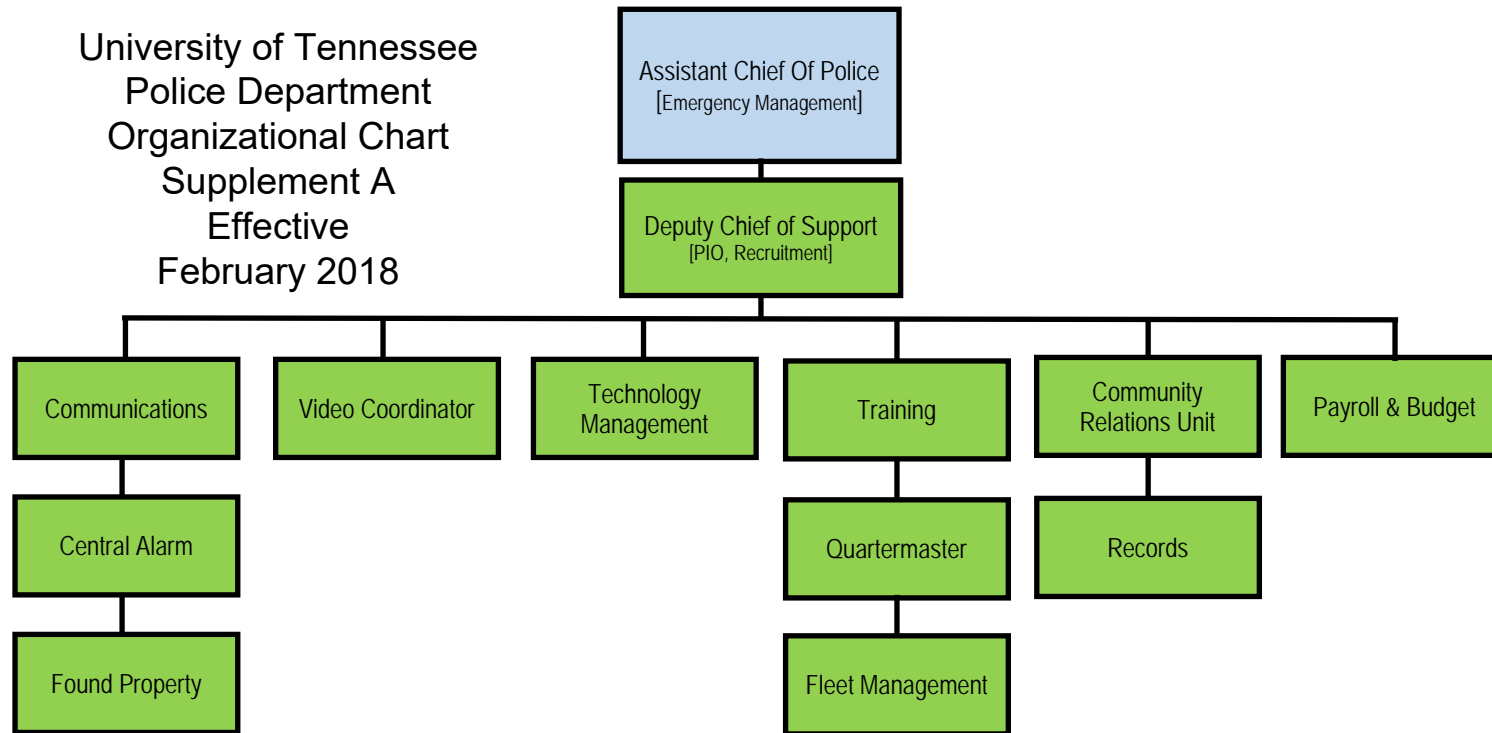 University of Tennessee
Police Department
Organizational Chart
Supplement A
Effective
February 2018
Assistant Chief Of Police
[Emergency Management]
Deputy Chief of Support
[PIO, Recruitment]
Communications
Video Coordinator
Technology
Management
Training
Community
Relations Unit
Payroll & Budget
Central Alarm
Quartermaster
Records
Found Property
Fleet Management